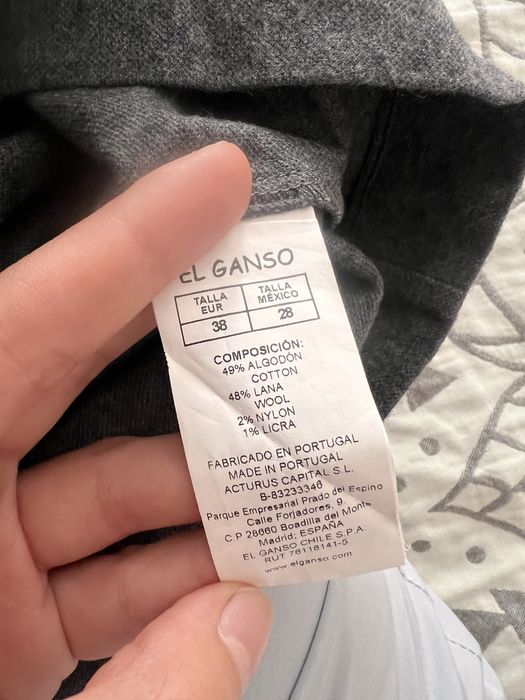 EL GANSO
TALLA EUR TALLA MÉXICO
38 28
COMPOSICIÓN:
49% ALGODÓN
COTTON
48% LANA
WOOL
2% NYLON
1% LICRA
FABRICADO EN PORTUGAL
MADE IN PORTUGAL
ACTURUS CAPITAL S.L.
B-83233346
Parque Empresarial Prado del Espino
Calle Forjadores, 9.
C.P 28660 Boadilla del Monte
Madrid; ESPAÑA
EL GANSO CHILE S.P.A.
RUT 76116141-5
www.elganso.com